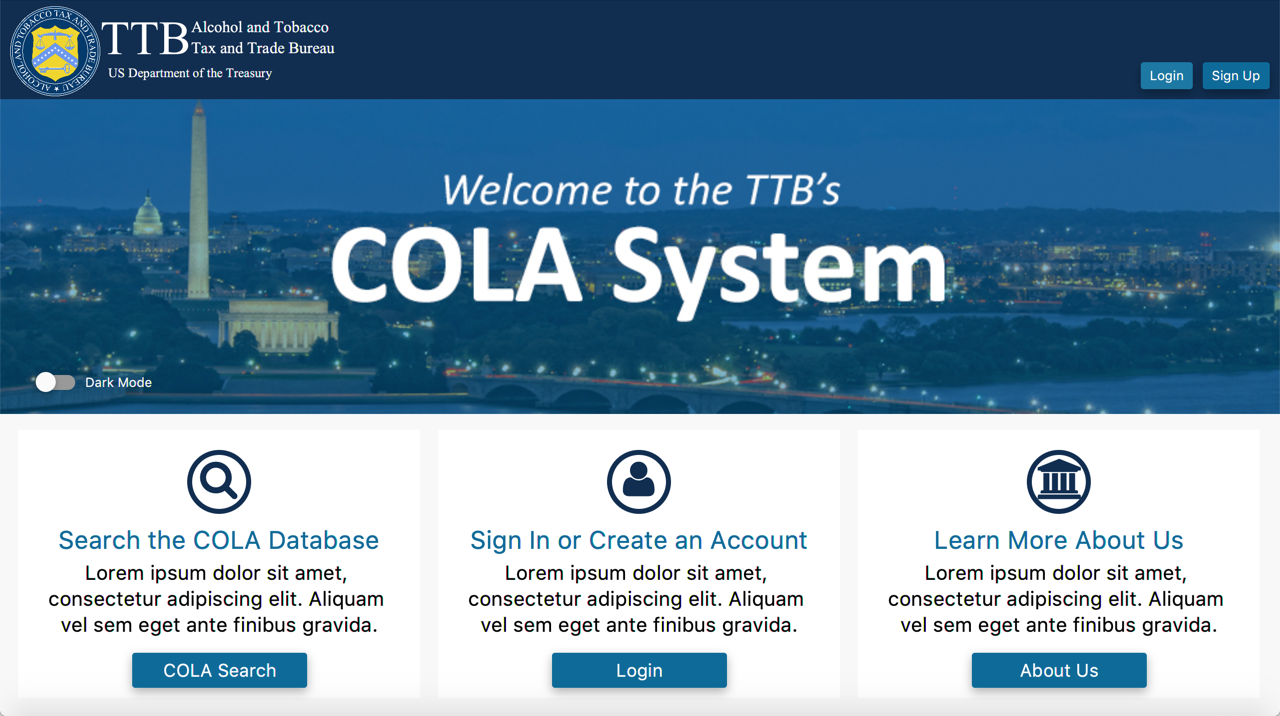 ALCOHOL AND TOBACCO TAX AND TRADE BUREAU
TTB
Alcohol and Tobacco
Tax and Trade Bureau
US Department of the Treasury
Login
Sign Up
Welcome to the TTB’s
COLA System
Dark Mode
Search the COLA Database
Lorem ipsum dolor sit amet,
consectetur adipiscing elit. Aliquam
vel sem eget ante finibus gravida.
COLA Search
Sign In or Create an Account
Lorem ipsum dolor sit amet,
consectetur adipiscing elit. Aliquam
vel sem eget ante finibus gravida.
Login
Learn More About Us
Lorem ipsum dolor sit amet,
consectetur adipiscing elit. Aliquam
vel sem eget ante finibus gravida.
About Us